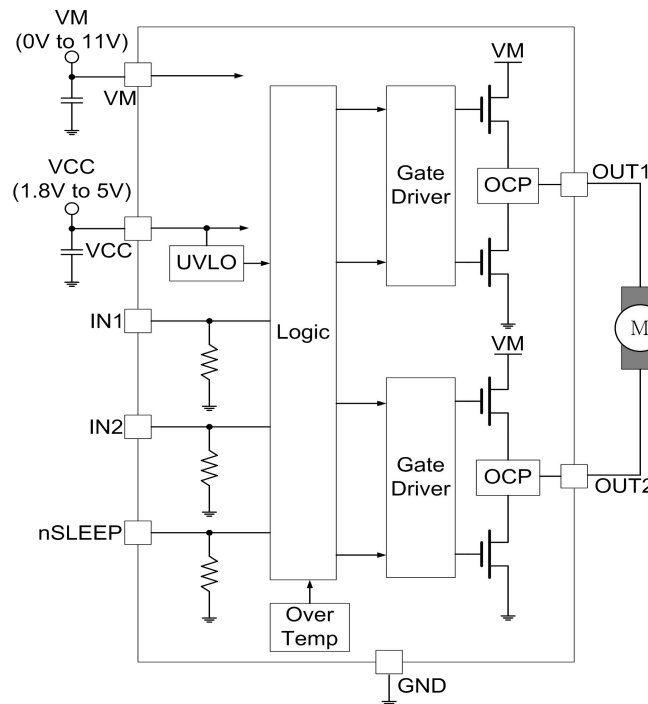 VM
(0V to 11V)
VM
VM
VCC
(1.8V to 5V)
VCC
UVLO
Gate
Driver
OCP
OUT1
IN1
Logic
M
VM
IN2
Gate
Driver
OCP
OUT2
nSLEEP
Over
Temp
GND